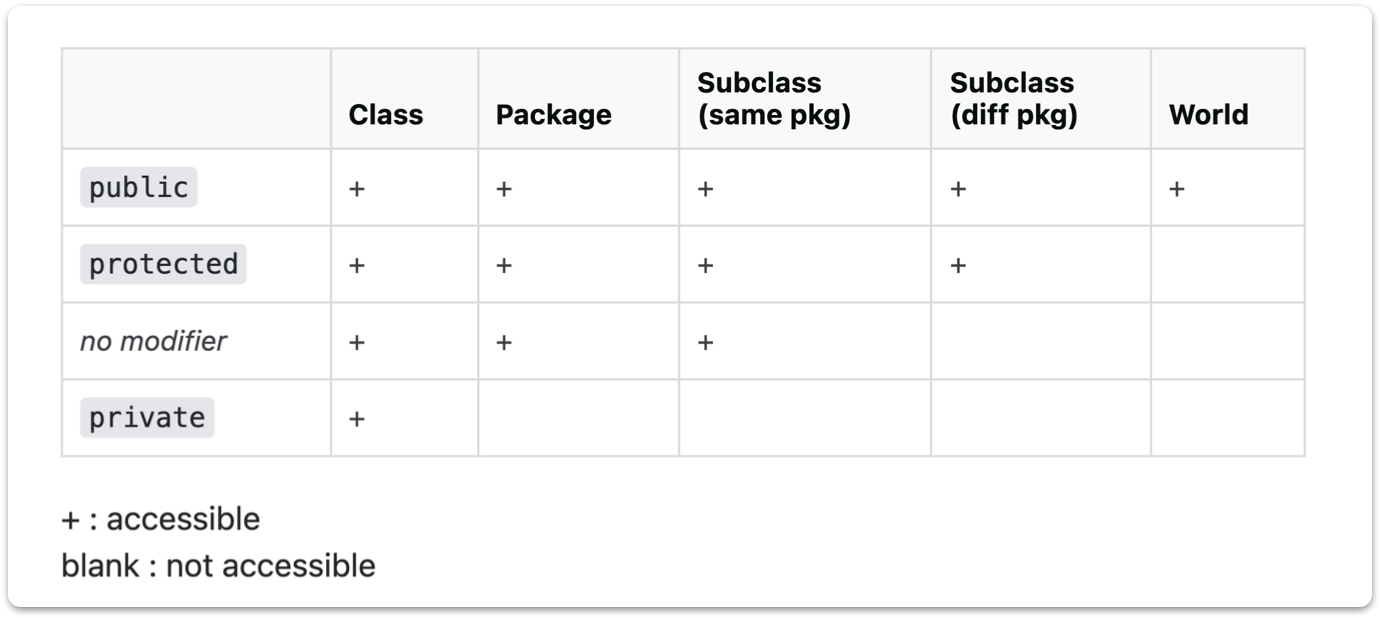 Class Package Subclass (same pkg) Subclass (diff pkg) World
public + + + + +
protected + + + +
no modifier + + +
private +
+ : accessible
blank : not accessible